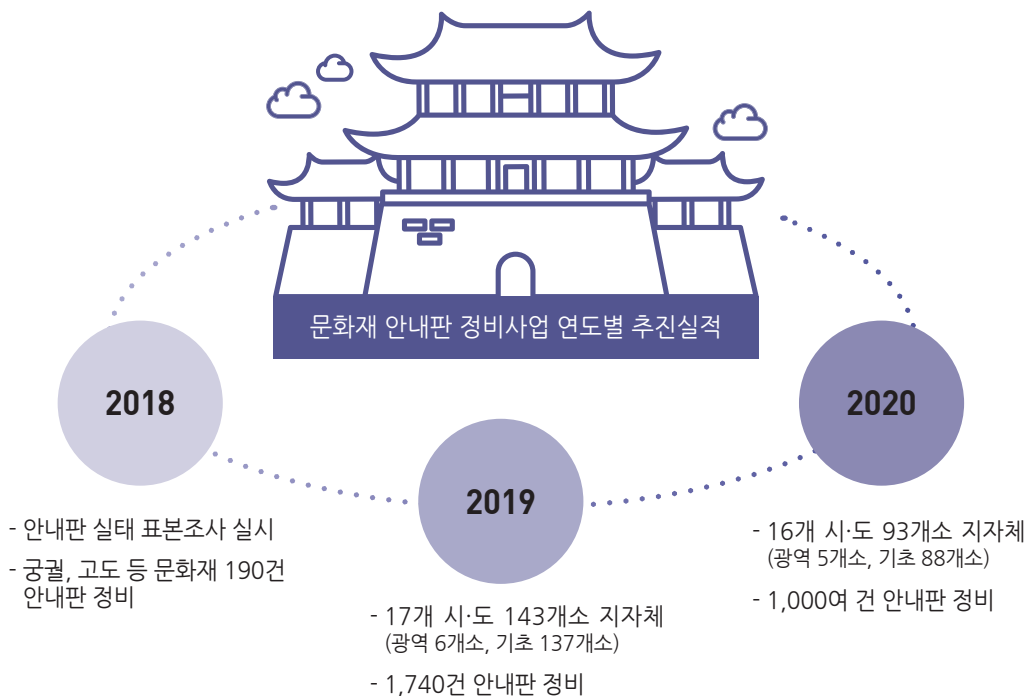 문화재 안내판 정비사업 연도별 추진실적
2018
- 안내판 실태 표본조사 실시
- 궁궐, 고도 등 문화재 190건
안내판 정비
2019
- 17개 시·도 143개소 지자체
(광역 6개소, 기초 137개소)
- 1,740건 안내판 정비
2020
- 16개 시·도 93개소 지자체
(광역 5개소, 기초 88개소)
- 1,000여 건 안내판 정비